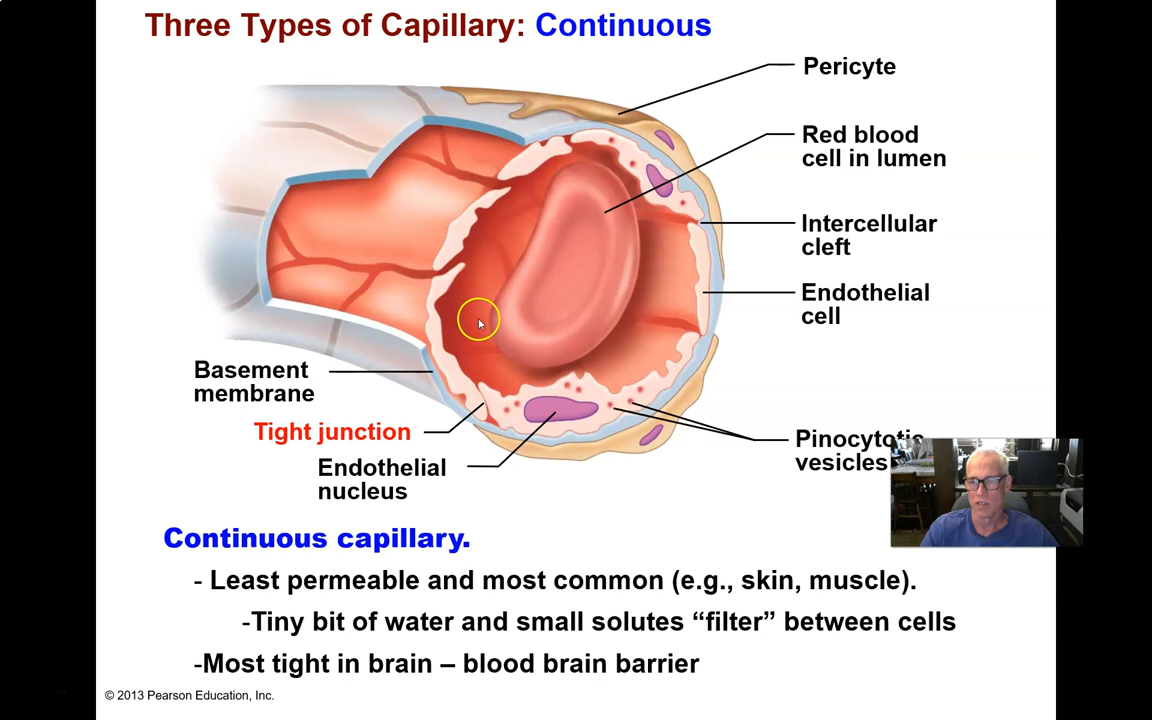 Three Types of Capillary: Continuous
Pericyte
Red blood
cell in lumen
Intercellular
cleft
Endothelial
cell
Basement
membrane
Tight junction
Endothelial
nucleus
Pinocytotic
vesicles
Continuous capillary.
- Least permeable and most common (e.g., skin, muscle).
-Tiny bit of water and small solutes “filter” between cells
-Most tight in brain – blood brain barrier
© 2013 Pearson Education, Inc.